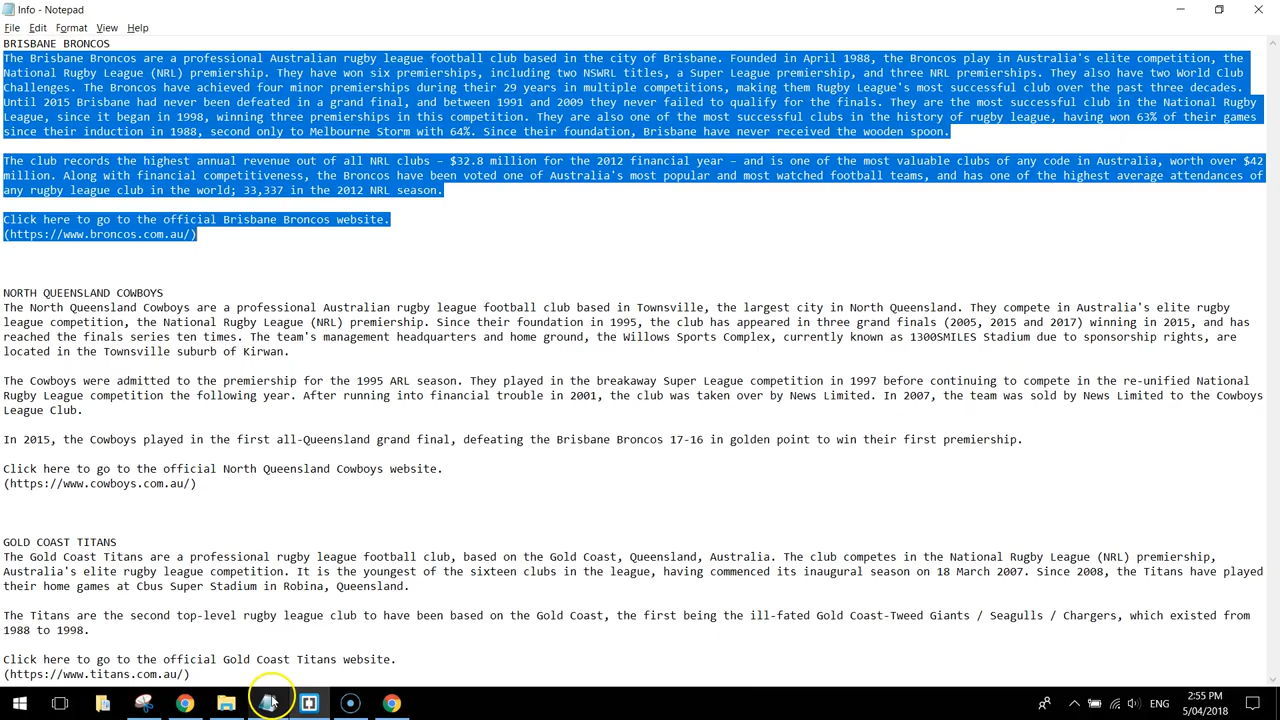 Info - Notepad
File Edit Format View Help
BRISBANE BRONCOS
The Brisbane Broncos are a professional Australian rugby league football club based in the city of Brisbane. Founded in April 1988, the Broncos play in Australia's elite competition, the
National Rugby League (NRL) premiership. They have won six premierships, including two NSWRL titles, a Super League premiership, and three NRL premierships. They also have two World Club
Challenges. The Broncos have achieved four minor premierships during their 29 years in multiple competitions, making them Rugby League's most successful club over the past three decades.
Until 2015 Brisbane had never been defeated in a grand final, and between 1991 and 2009 they never failed to qualify for the finals. They are the most successful club in the National Rugby
League, since it began in 1998, winning three premierships in this competition. They are also one of the most successful clubs in the history of rugby league, having won 63% of their games
since their induction in 1988, second only to Melbourne Storm with 64%. Since their foundation, Brisbane have never received the wooden spoon.
The club records the highest annual revenue out of all NRL clubs – $32.8 million for the 2012 financial year – and is one of the most valuable clubs of any code in Australia, worth over $42
million. Along with financial competitiveness, the Broncos have been voted one of Australia's most popular and most watched football teams, and has one of the highest average attendances of
any rugby league club in the world; 33,337 in the 2012 NRL season.
Click here to go to the official Brisbane Broncos website.
(https://www.broncos.com.au/)
NORTH QUEENSLAND COWBOYS
The North Queensland Cowboys are a professional Australian rugby league football club based in Townsville, the largest city in North Queensland. They compete in Australia's elite rugby
league competition, the National Rugby League (NRL) premiership. Since their foundation in 1995, the club has appeared in three grand finals (2005, 2015 and 2017) winning in 2015, and has
reached the finals series ten times. The team's management headquarters and home ground, the Willows Sports Complex, currently known as 1300SMILES Stadium due to sponsorship rights, are
located in the Townsville suburb of Kirwan.
The Cowboys were admitted to the premiership for the 1995 ARL season. They played in the breakaway Super League competition in 1997 before continuing to compete in the re-unified National
Rugby League competition the following year. After running into financial trouble in 2001, the club was taken over by News Limited. In 2007, the team was sold by News Limited to the Cowboys
League Club.
In 2015, the Cowboys played in the first all-Queensland grand final, defeating the Brisbane Broncos 17-16 in golden point to win their first premiership.
Click here to go to the official North Queensland Cowboys website.
(https://www.cowboys.com.au/)
GOLD COAST TITANS
The Gold Coast Titans are a professional rugby league football club, based on the Gold Coast, Queensland, Australia. The club competes in the National Rugby League (NRL) premiership,
Australia's elite rugby league competition. It is the youngest of the sixteen clubs in the league, having commenced its inaugural season on 18 March 2007. Since 2008, the Titans have played
their home games at Cbus Super Stadium in Robina, Queensland.
The Titans are the second top-level rugby league club to have been based on the Gold Coast, the first being the ill-fated Gold Coast-Tweed Giants / Seagulls / Chargers, which existed from
1988 to 1998.
Click here to go to the official Gold Coast Titans website.
(https://www.titans.com.au/)
ENG
2:55 PM
5/04/2018